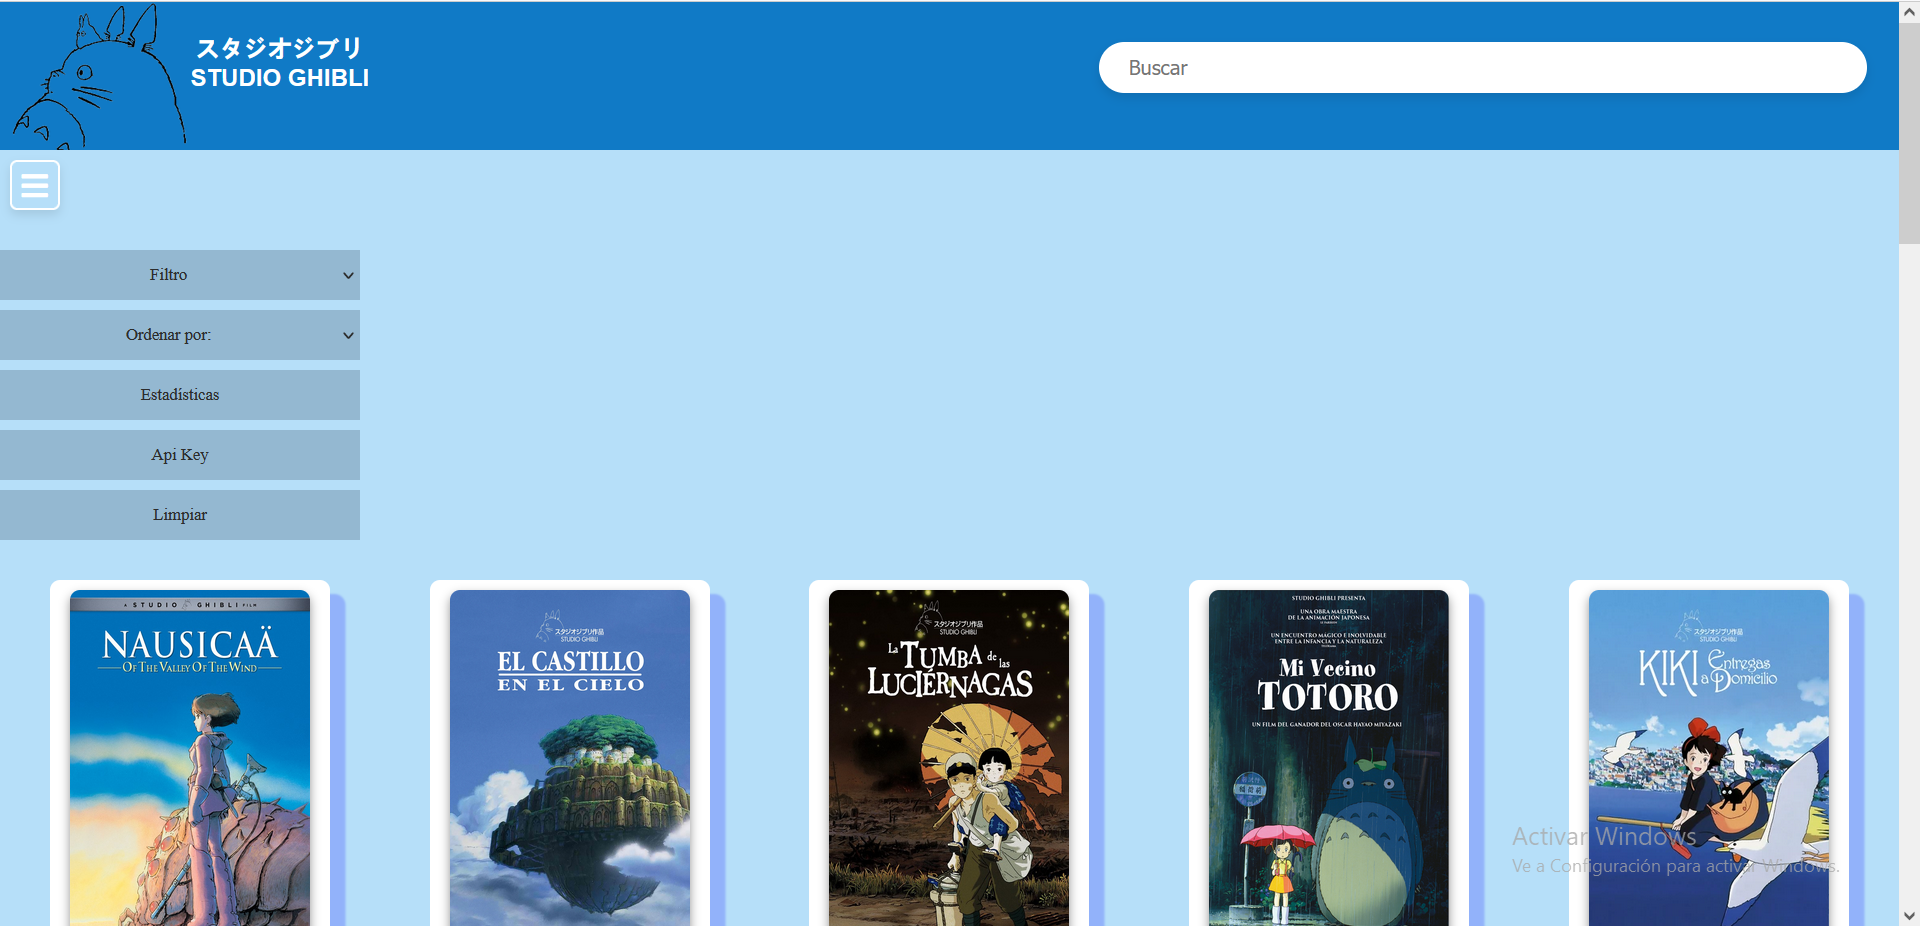 スタジオジブリ
STUDIO GHIBLI
Buscar
Filtro
Ordenar por:
Estadísticas
Api Key
Limpiar
A STUDIO GHIBLI FILM
NAUSICAÄ
OF THE VALLEY OF THE WIND
スタジオジブリ作品
STUDIO GHIBLI
EL CASTILLO
EN EL CIELO
スタジオジブリ作品
STUDIO GHIBLI
La TUMBA de las
LUCIÉRNAGAS
STUDIO GHIBLI PRESENTA
UNA OBRA MAESTRA
DE LA ANIMACIÓN JAPONESA
UN ENCUENTRO MÁGICO E INOLVIDABLE
ENTRE LA INFANCIA Y LA NATURALEZA
Mi Vecino
TOTORO
UN FILM DEL GANADOR DEL OSCAR HAYAO MIYAZAKI
スタジオジブリ作品
STUDIO GHIBLI
KIKI Entregas
a Domicilio
Activar Windows
Ve a Configuración para activar Windows.